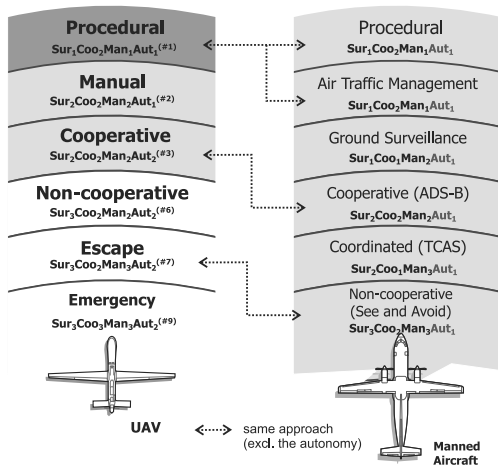 Procedural
Sur₁Coo₂Man₁Aut₁(#1)
Manual
Sur₂Coo₂Man₂Aut₁(#2)
Cooperative
Sur₂Coo₂Man₂Aut₂(#3)
Non-cooperative
Sur₃Coo₂Man₂Aut₂(#6)
Escape
Sur₃Coo₂Man₃Aut₂(#7)
Emergency
Sur₃Coo₃Man₃Aut₂(#9)
UAV
Procedural
Sur₁Coo₂Man₁Aut₁
Air Traffic Management
Sur₁Coo₂Man₁Aut₁
Ground Surveillance
Sur₁Coo₁Man₂Aut₁
Cooperative (ADS-B)
Sur₂Coo₂Man₂Aut₁
Coordinated (TCAS)
Sur₂Coo₁Man₃Aut₁
Non-cooperative
(See and Avoid)
Sur₃Coo₂Man₃Aut₁
same approach
(excl. the autonomy)
Manned
Aircraft